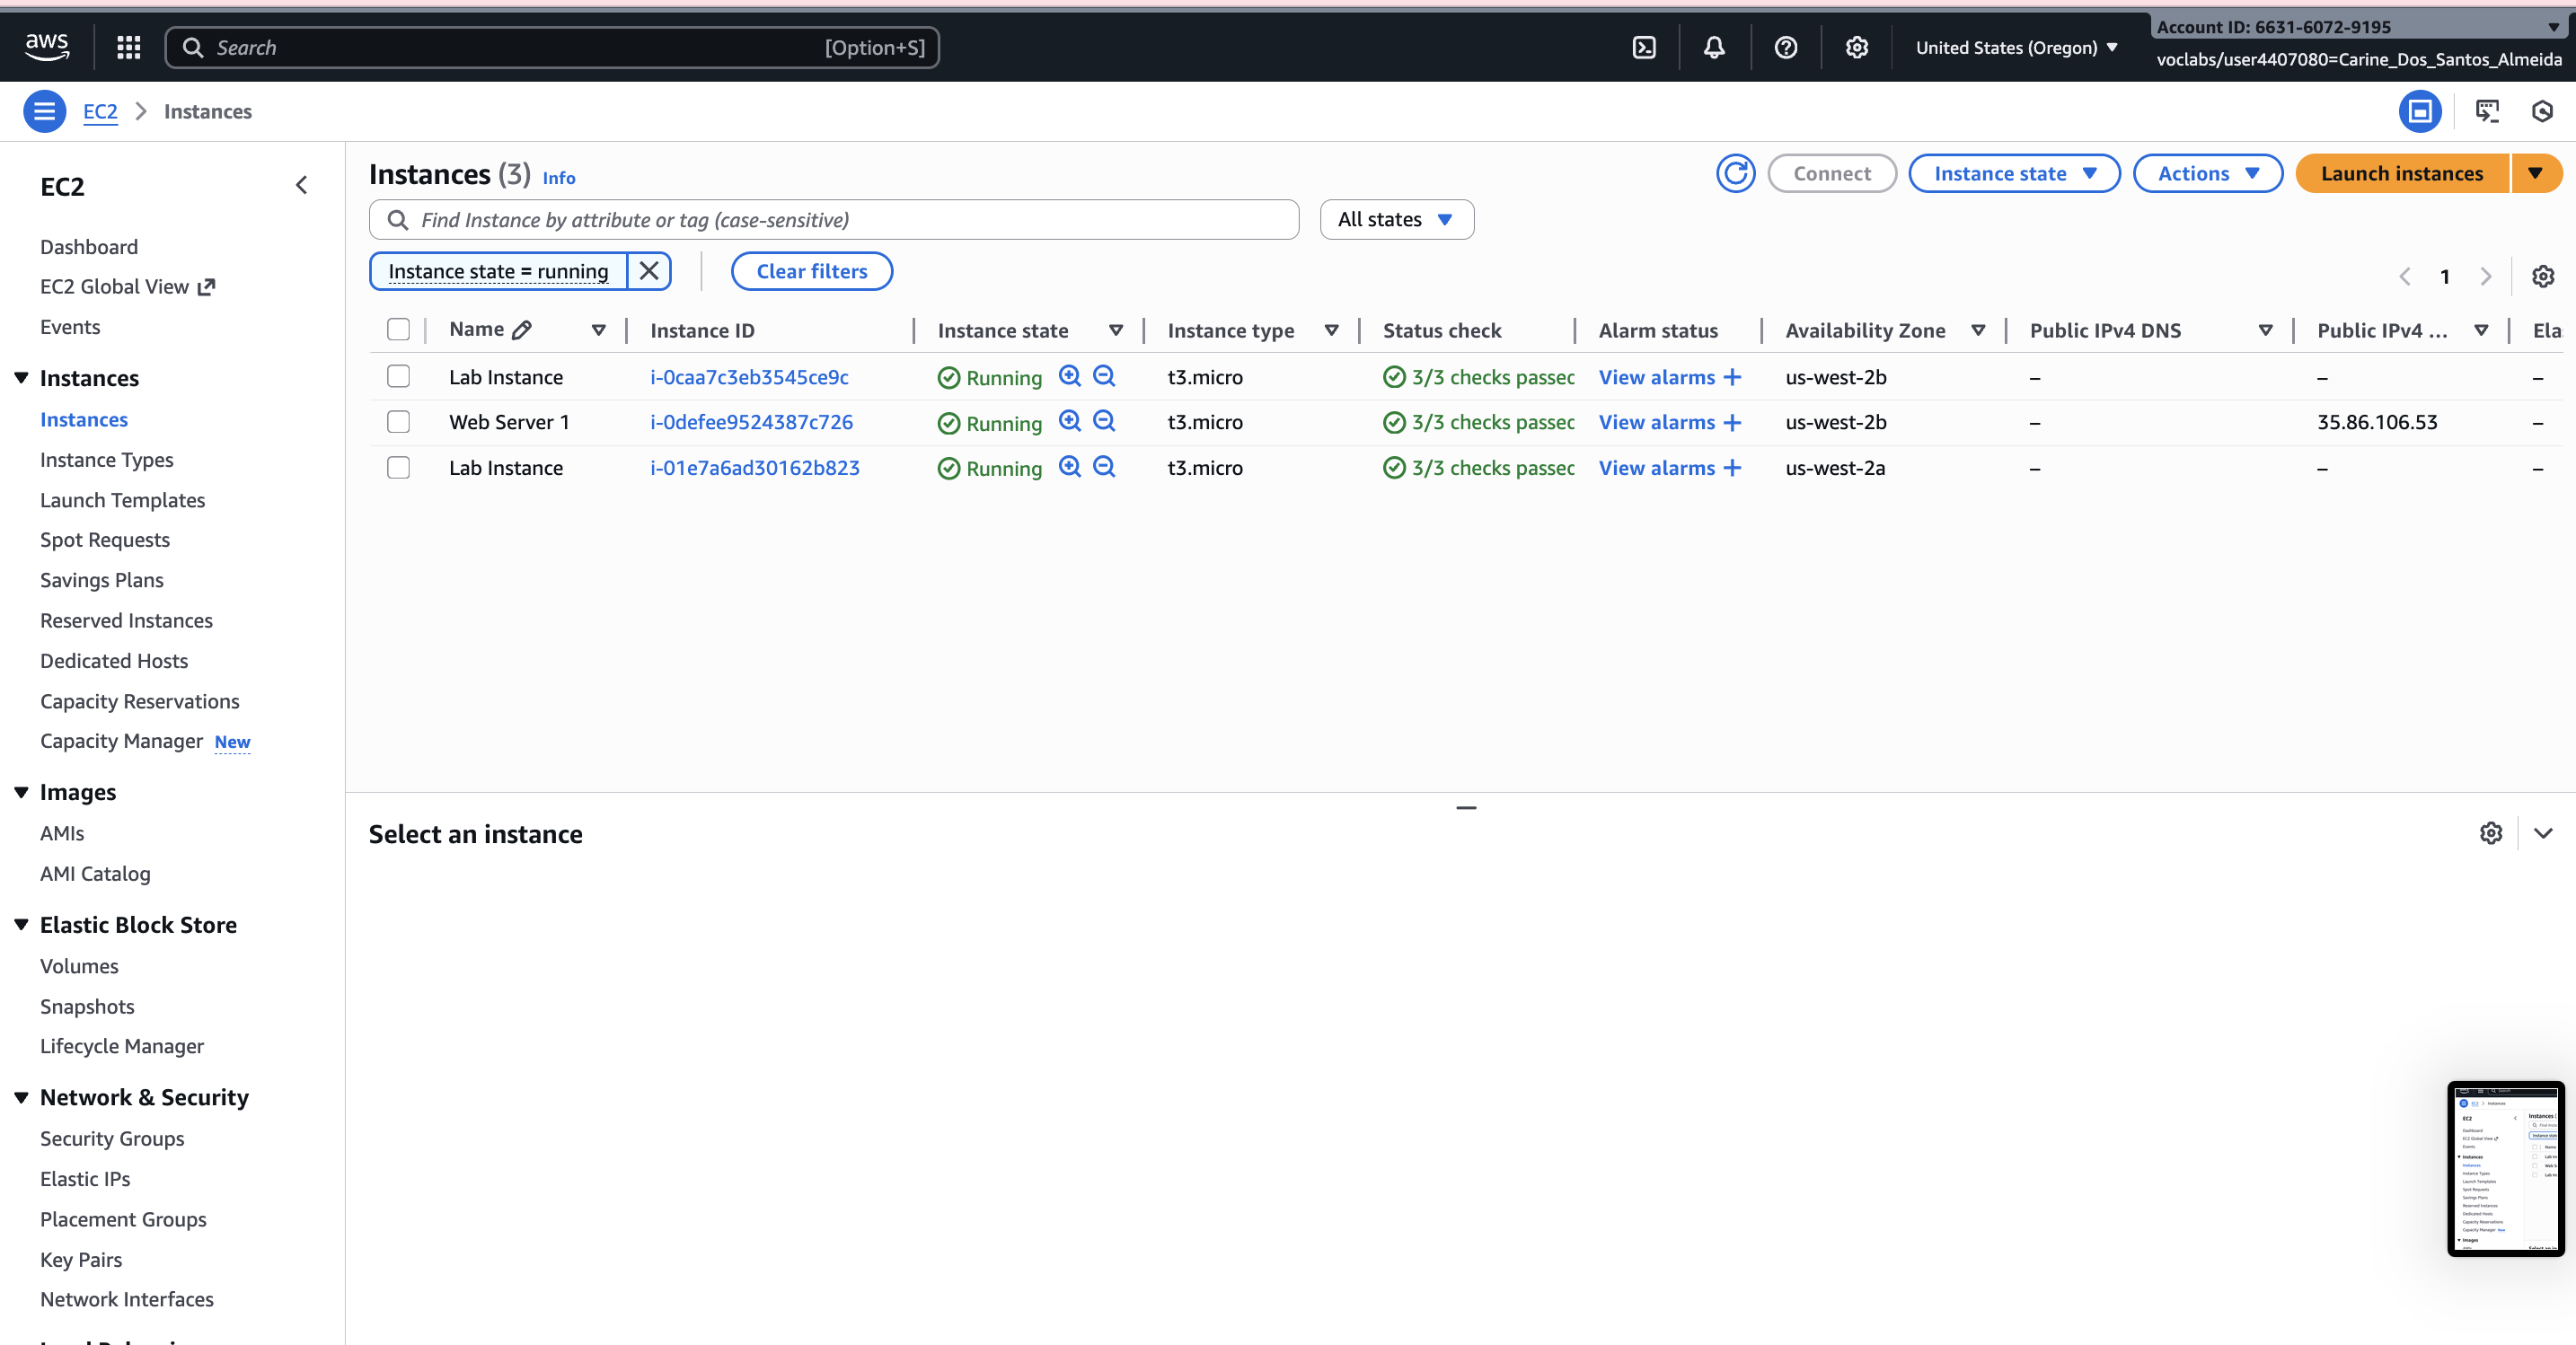 aws Search [Option+S] United States (Oregon) Account ID: 6631-6072-9195
voclabs/user4407080=Carine_Dos_Santos_Almeida
EC2 Instances
EC2
Dashboard
EC2 Global View
Events
Instances
Instances
Instance Types
Launch Templates
Spot Requests
Savings Plans
Reserved Instances
Dedicated Hosts
Capacity Reservations
Capacity Manager New
Images
AMIs
AMI Catalog
Elastic Block Store
Volumes
Snapshots
Lifecycle Manager
Network & Security
Security Groups
Elastic IPs
Placement Groups
Key Pairs
Network Interfaces
Instances (3) Info Connect Instance state Actions Launch instances
Find Instance by attribute or tag (case-sensitive) All states
Instance state = running Clear filters 1
Name Instance ID Instance state Instance type Status check Alarm status Availability Zone Public IPv4 DNS Public IPv4 ... Ela
Lab Instance i-0caa7c3eb3545ce9c Running t3.micro 3/3 checks passec View alarms + us-west-2b – – –
Web Server 1 i-0defee9524387c726 Running t3.micro 3/3 checks passec View alarms + us-west-2b – 35.86.106.53 –
Lab Instance i-01e7a6ad30162b823 Running t3.micro 3/3 checks passec View alarms + us-west-2a – – –
Select an instance